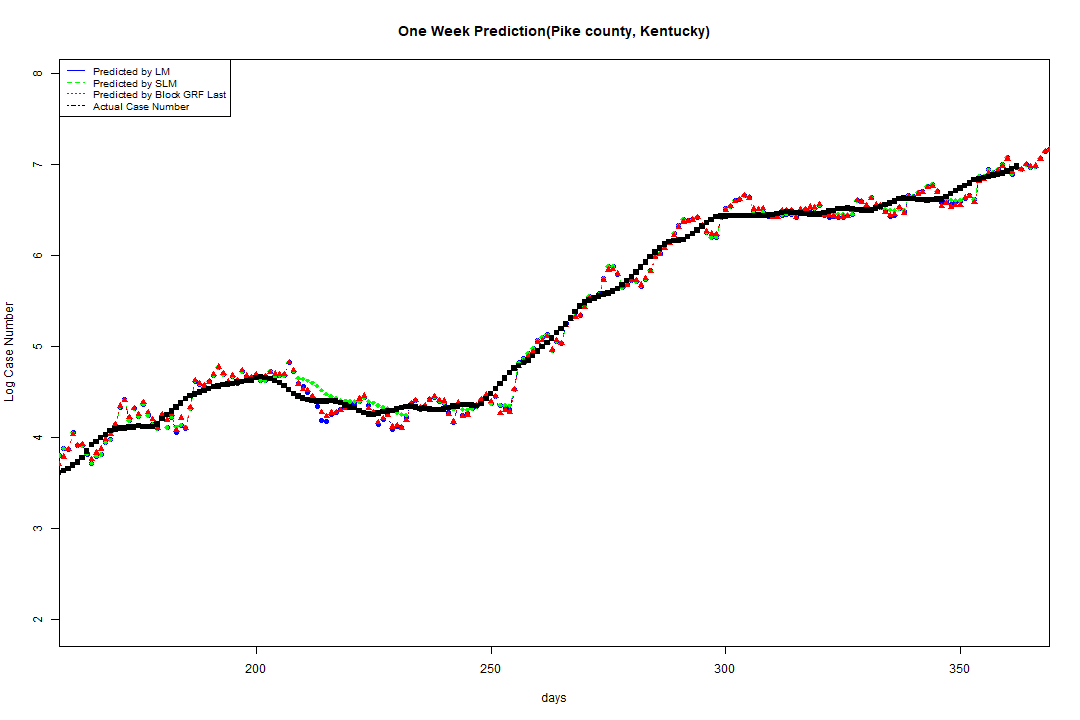 One Week Prediction(Pike county, Kentucky)
Predicted by LM
Predicted by SLM
Predicted by Block GRF Last
Actual Case Number
8
7
6
5
4
3
2
Log Case Number
200 250 300 350
days